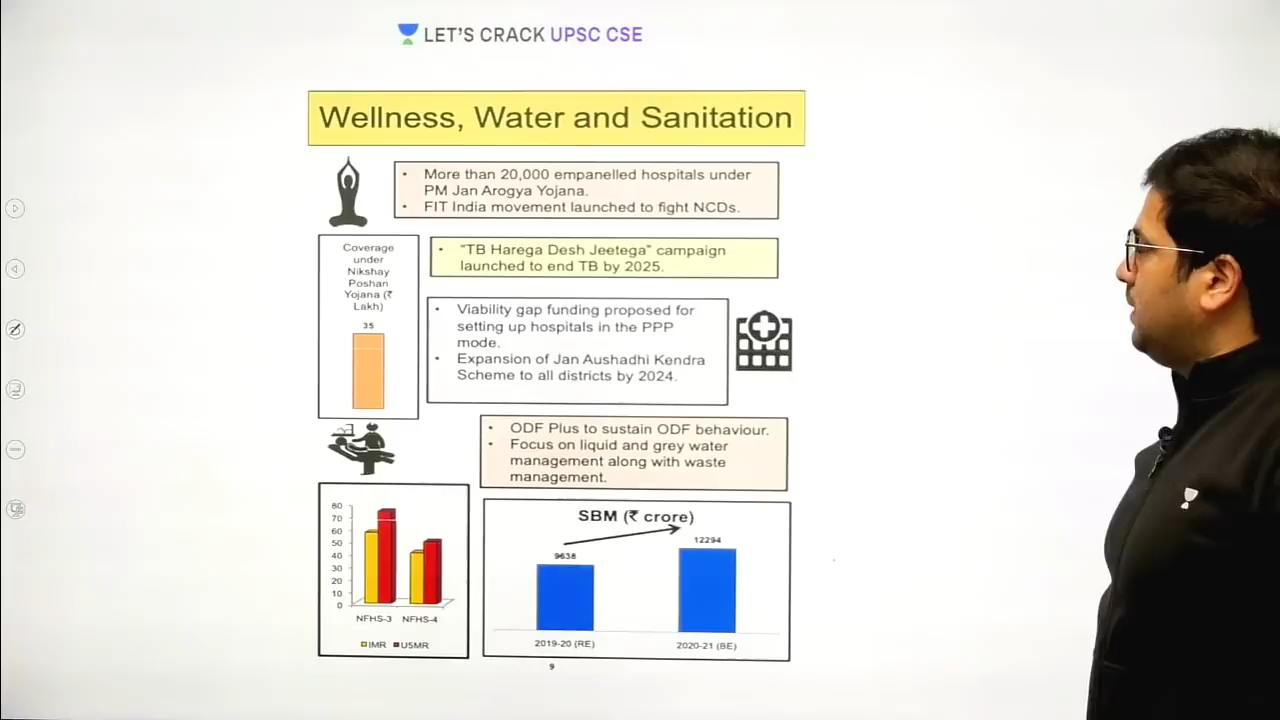 LET'S CRACK UPSC CSE
Wellness, Water and Sanitation
• More than 20,000 empanelled hospitals under
PM Jan Arogya Yojana.
• FIT India movement launched to fight NCDs.
Coverage
under
Nikshay
Poshan
Yojana (₹
Lakh)
35
• "TB Harega Desh Jeetega" campaign
launched to end TB by 2025.
• Viability gap funding proposed for
setting up hospitals in the PPP
mode.
• Expansion of Jan Aushadhi Kendra
Scheme to all districts by 2024.
• ODF Plus to sustain ODF behaviour.
• Focus on liquid and grey water
management along with waste
management.
80
70
60
50
40
30
20
10
0
NFHS-3 NFHS-4
IMR U5MR
SBM (₹ crore)
9638
12294
2019-20 (RE)
2020-21 (BE)
9